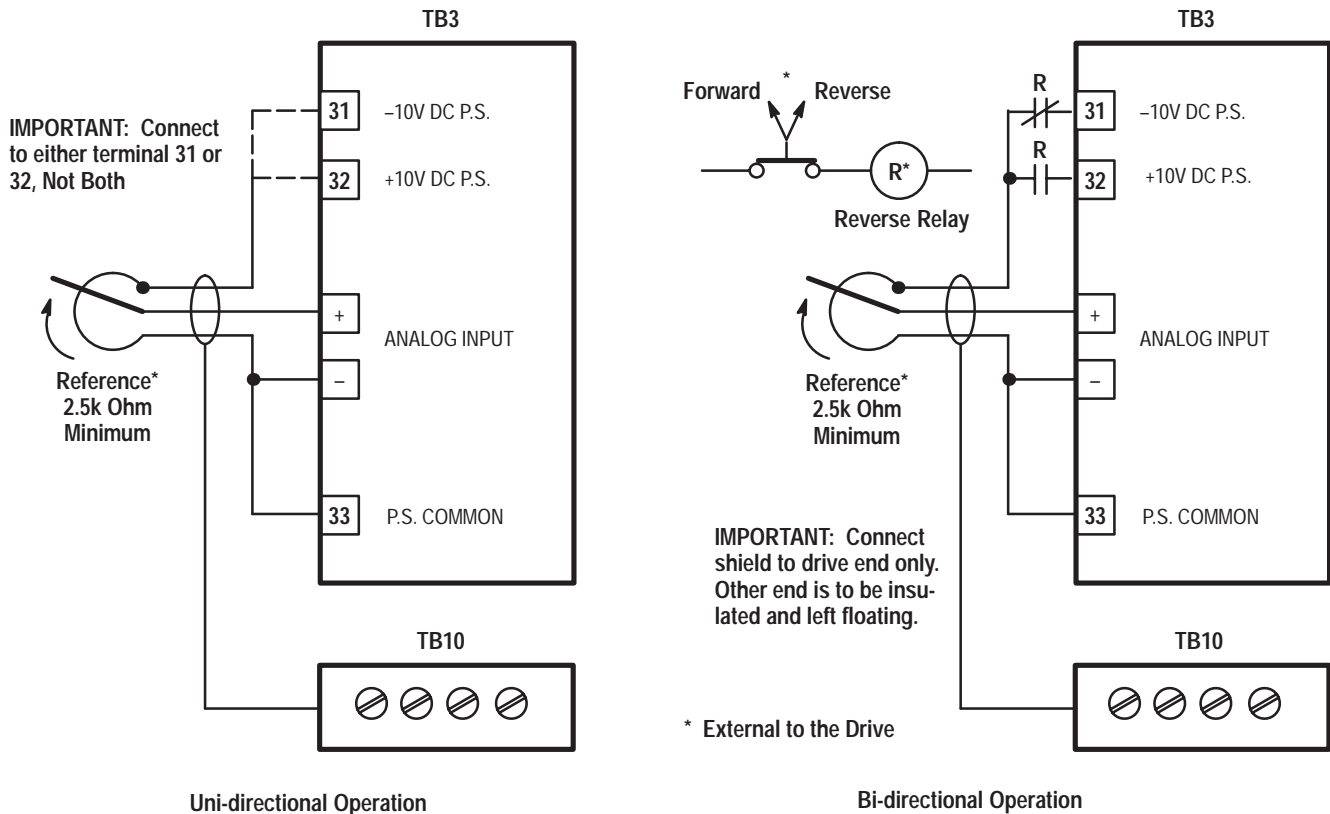 TB3
IMPORTANT: Connect
to either terminal 31 or
32, Not Both
31
–10V DC P.S.
32
+10V DC P.S.
+
ANALOG INPUT
–
Reference*
2.5k Ohm
Minimum
33
P.S. COMMON
TB10
Uni-directional Operation
TB3
Forward
*
Reverse
R*
Reverse Relay
R
31
–10V DC P.S.
R
32
+10V DC P.S.
+
ANALOG INPUT
–
Reference*
2.5k Ohm
Minimum
33
P.S. COMMON
IMPORTANT: Connect
shield to drive end only.
Other end is to be insu-
lated and left floating.
TB10
* External to the Drive
Bi-directional Operation